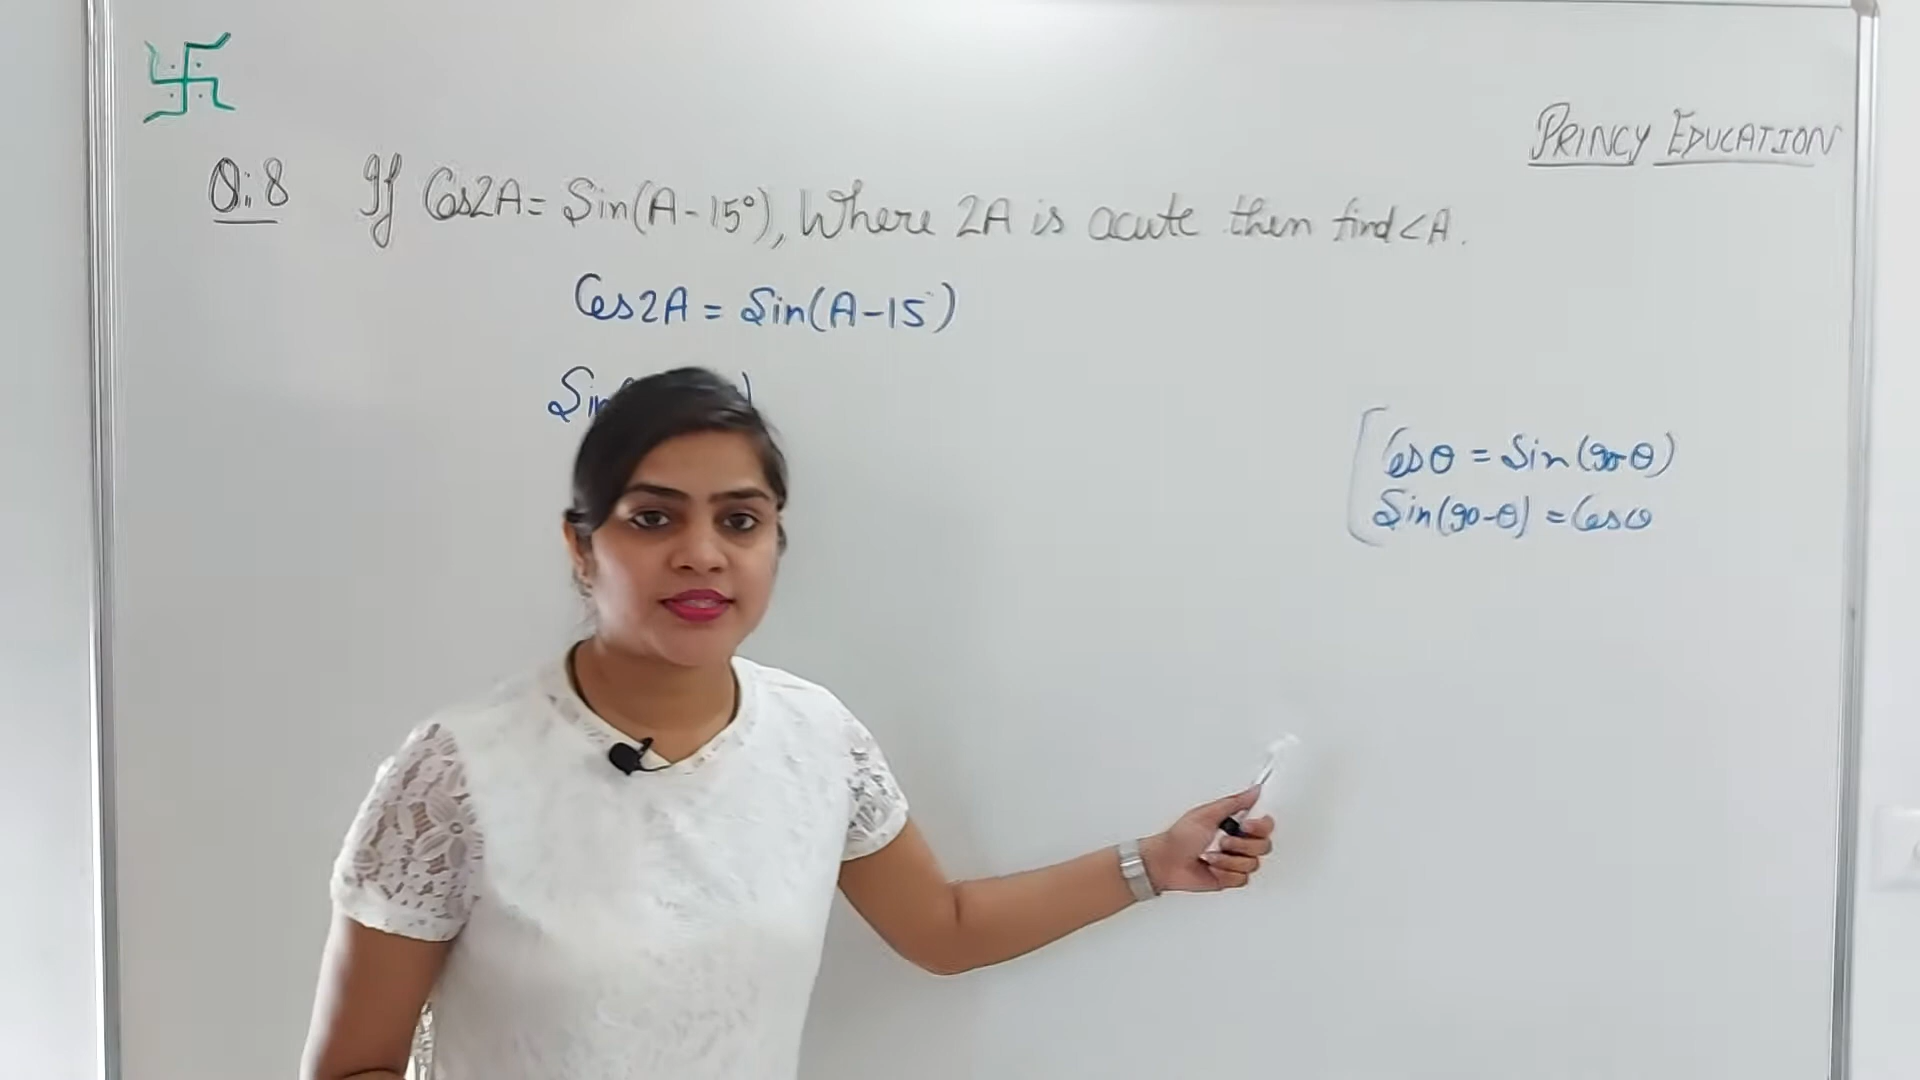 PRINCY EDUCATION
Q:8 If Cos2A = Sin(A-15°), Where 2A is acute then find ∠A.
Cos2A = Sin(A-15)
Sin
Cosθ = Sin(90-θ)
Sin(90-θ) = Cosθ